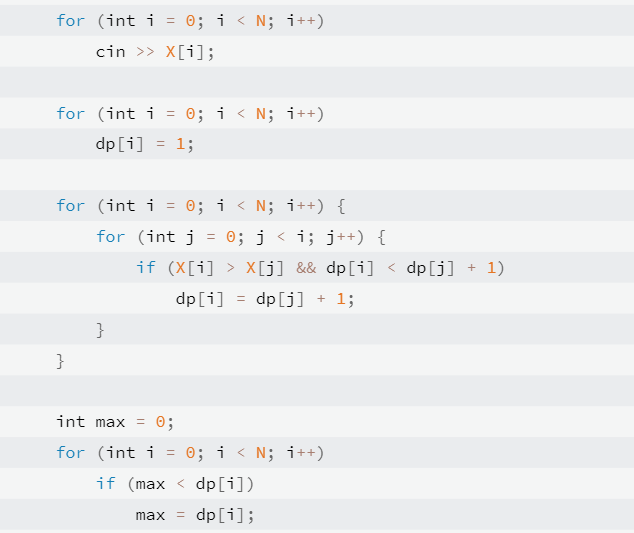 for (int i = 0; i < N; i++)
cin >> X[i];
for (int i = 0; i < N; i++)
dp[i] = 1;
for (int i = 0; i < N; i++) {
for (int j = 0; j < i; j++) {
if (X[i] > X[j] && dp[i] < dp[j] + 1)
dp[i] = dp[j] + 1;
}
}
int max = 0;
for (int i = 0; i < N; i++)
if (max < dp[i])
max = dp[i];